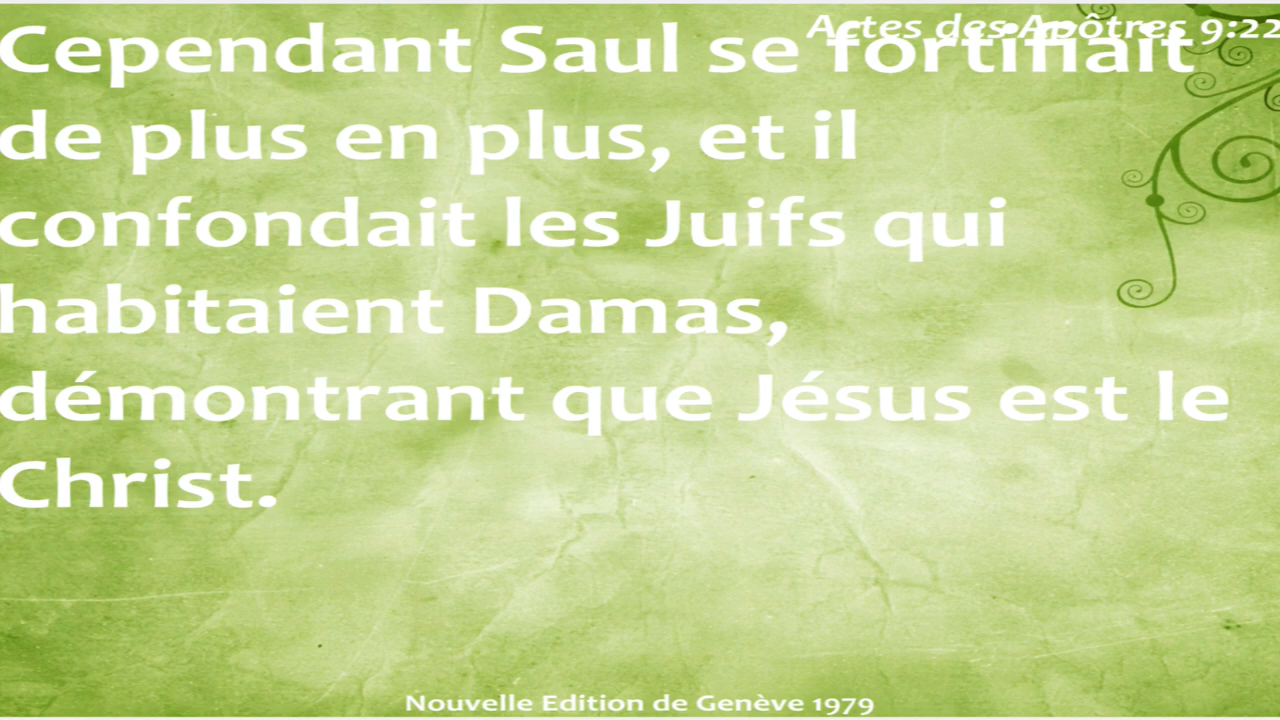 Actes des Apôtres 9:22
Cependant Saul se fortifiait
de plus en plus, et il
confondait les Juifs qui
habitaient Damas,
démontrant que Jésus est le
Christ.
Nouvelle Edition de Genève 1979